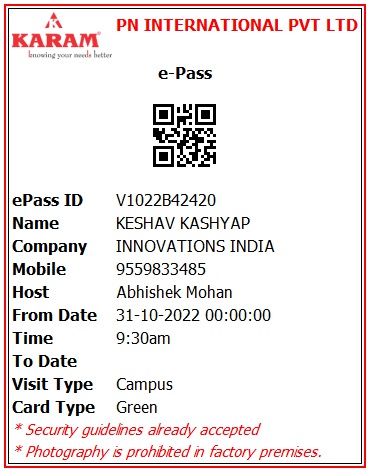 KARAM®
knowing your needs better
PN INTERNATIONAL PVT LTD
e-Pass
ePass ID V1022B42420
Name KESHAV KASHYAP
Company INNOVATIONS INDIA
Mobile 9559833485
Host Abhishek Mohan
From Date 31-10-2022 00:00:00
Time 9:30am
To Date
Visit Type Campus
Card Type Green
* Security guidelines already accepted
* Photography is prohibited in factory premises.